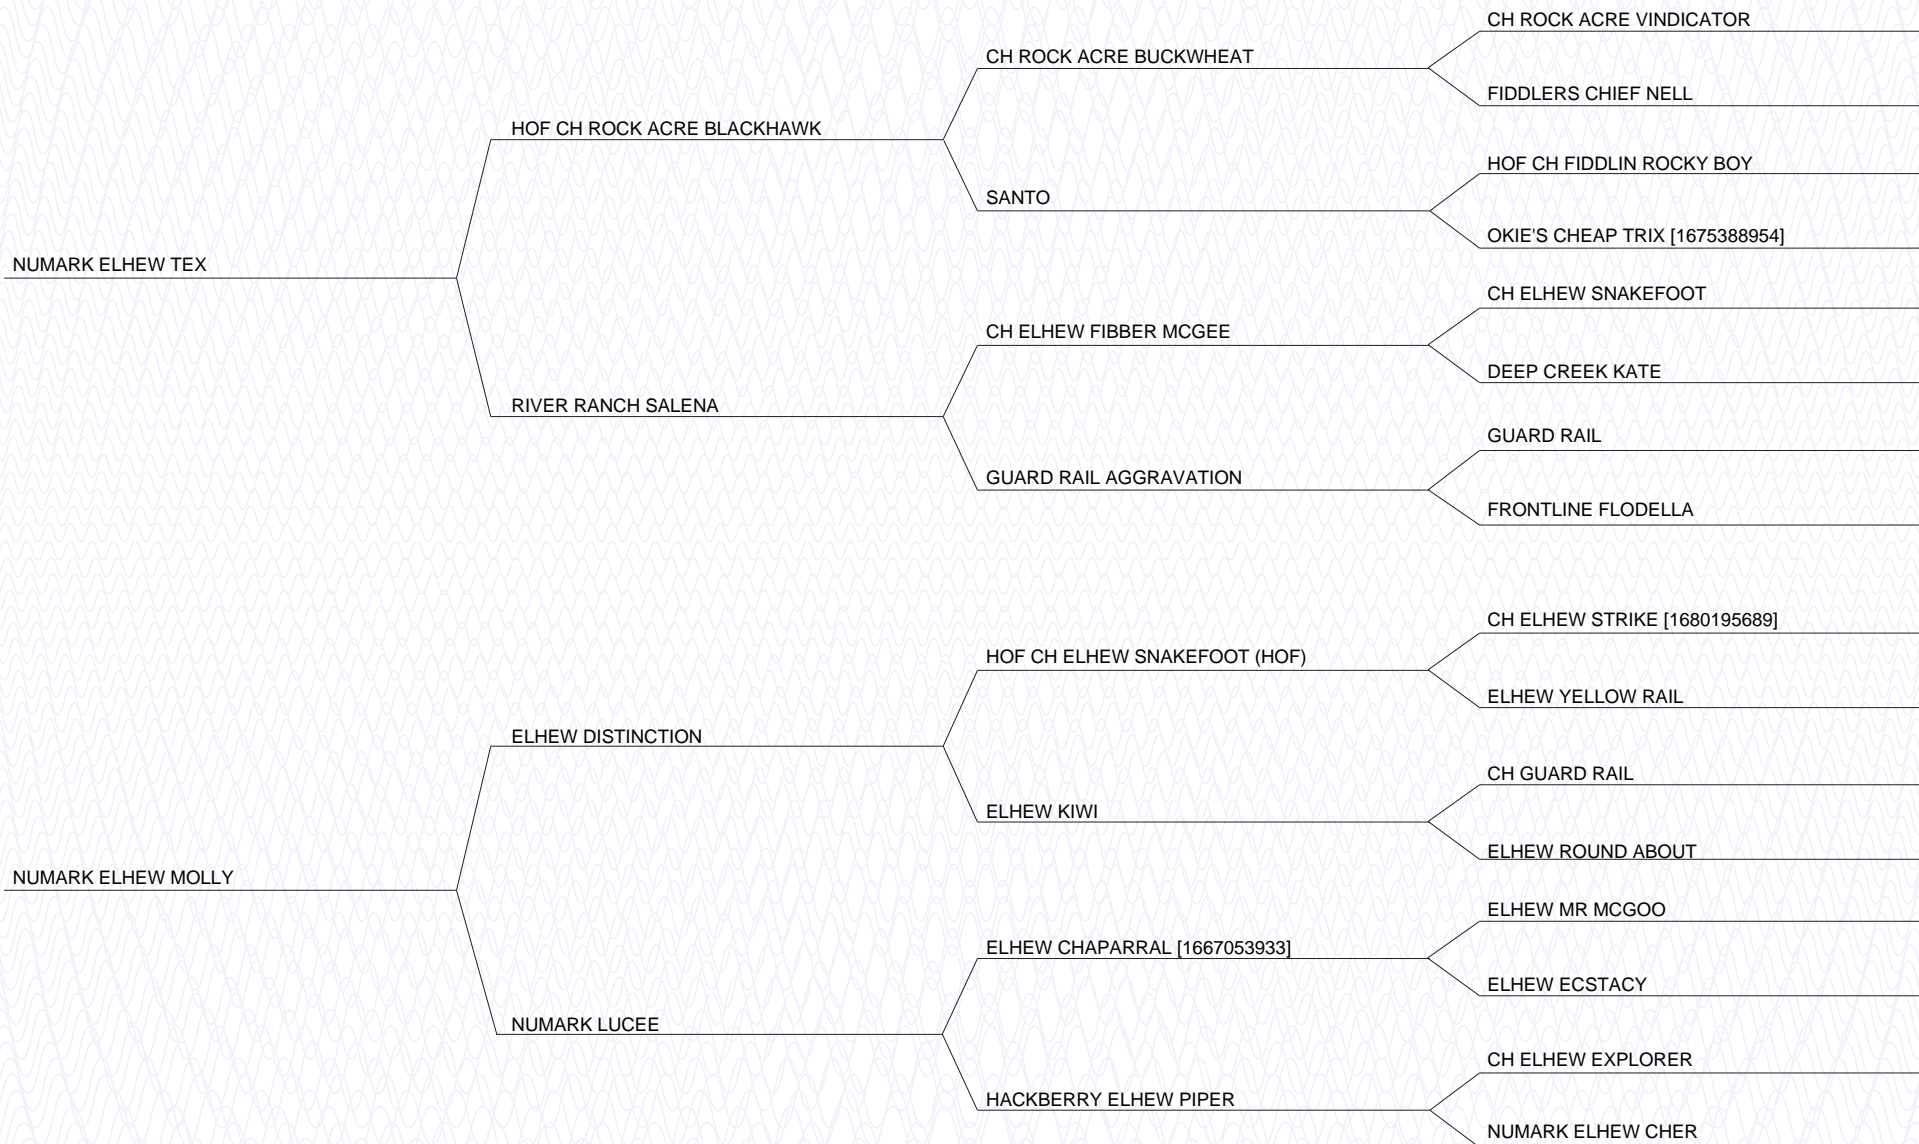 CH ROCK ACRE VINDICATOR
CH ROCK ACRE BUCKWHEAT
FIDDLERS CHIEF NELL
HOF CH ROCK ACRE BLACKHAWK
HOF CH FIDDLIN ROCKY BOY
SANTO
OKIE'S CHEAP TRIX [1675388954]
NUMARK ELHEW TEX
CH ELHEW SNAKEFOOT
CH ELHEW FIBBER MCGEE
DEEP CREEK KATE
RIVER RANCH SALENA
GUARD RAIL
GUARD RAIL AGGRAVATION
FRONTLINE FLODELLA
CH ELHEW STRIKE [1680195689]
HOF CH ELHEW SNAKEFOOT (HOF)
ELHEW YELLOW RAIL
ELHEW DISTINCTION
CH GUARD RAIL
ELHEW KIWI
ELHEW ROUND ABOUT
NUMARK ELHEW MOLLY
ELHEW MR MCGOO
ELHEW CHAPARRAL [1667053933]
ELHEW ECSTACY
NUMARK LUCEE
CH ELHEW EXPLORER
HACKBERRY ELHEW PIPER
NUMARK ELHEW CHER